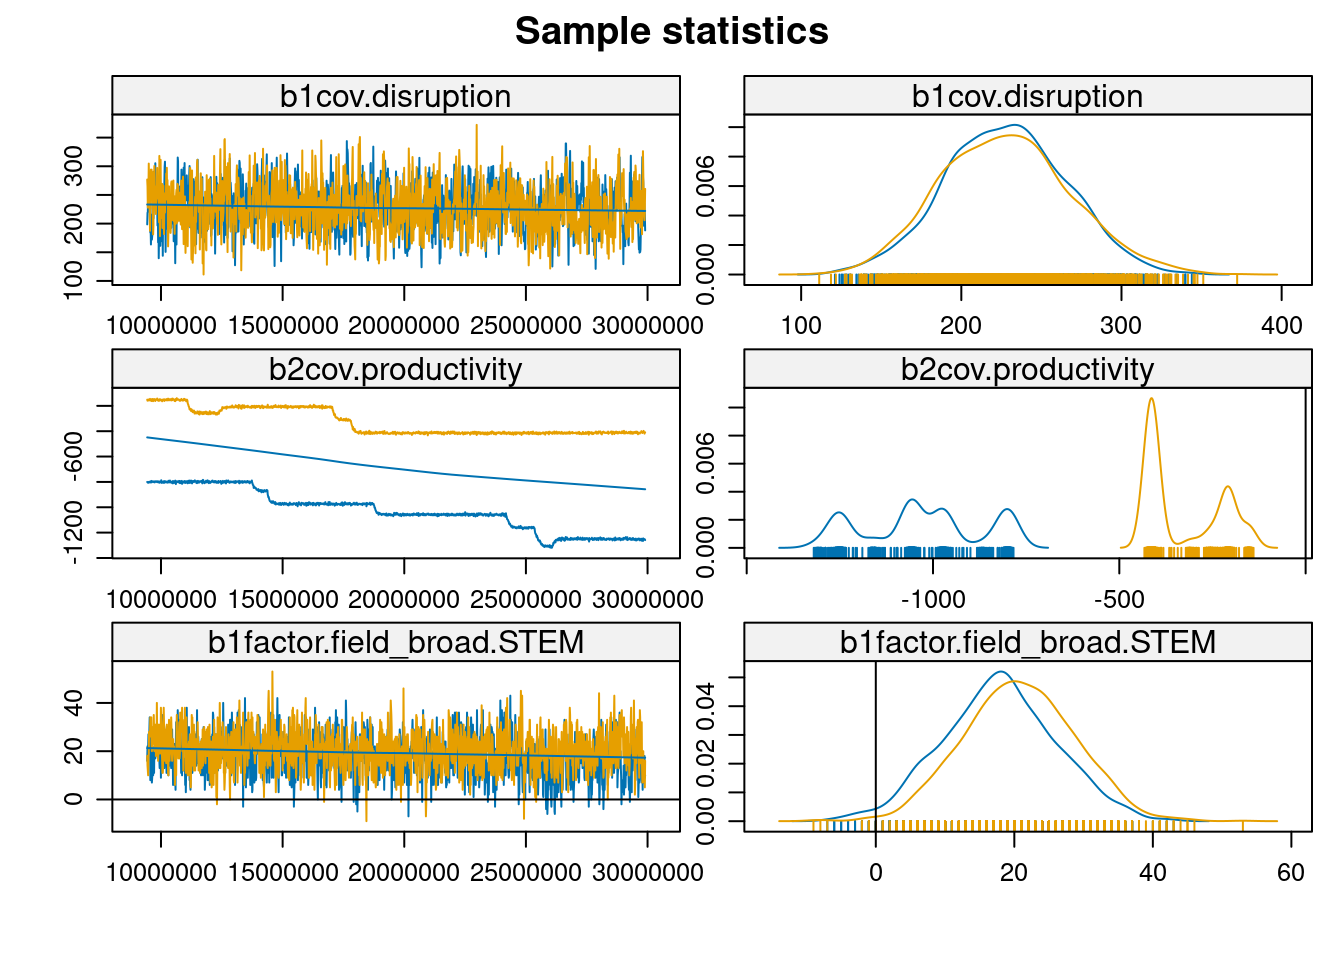 Sample statistics
b1cov.disruption
b1cov.disruption
100 200 300
0.000 0.006
10000000 15000000 20000000 25000000 30000000
100 200 300 400
b2cov.productivity
b2cov.productivity
-1200 -600
0.000 0.006
10000000 15000000 20000000 25000000 30000000
-1000 -500
b1factor.field_broad.STEM
b1factor.field_broad.STEM
0 20 40
0.00 0.02 0.04
10000000 15000000 20000000 25000000 30000000
0 20 40 60